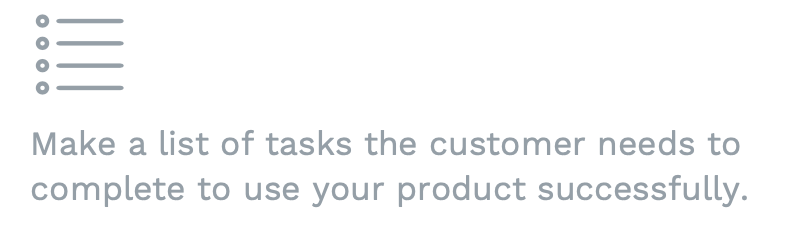 Make a list of tasks the customer needs to
complete to use your product successfully.